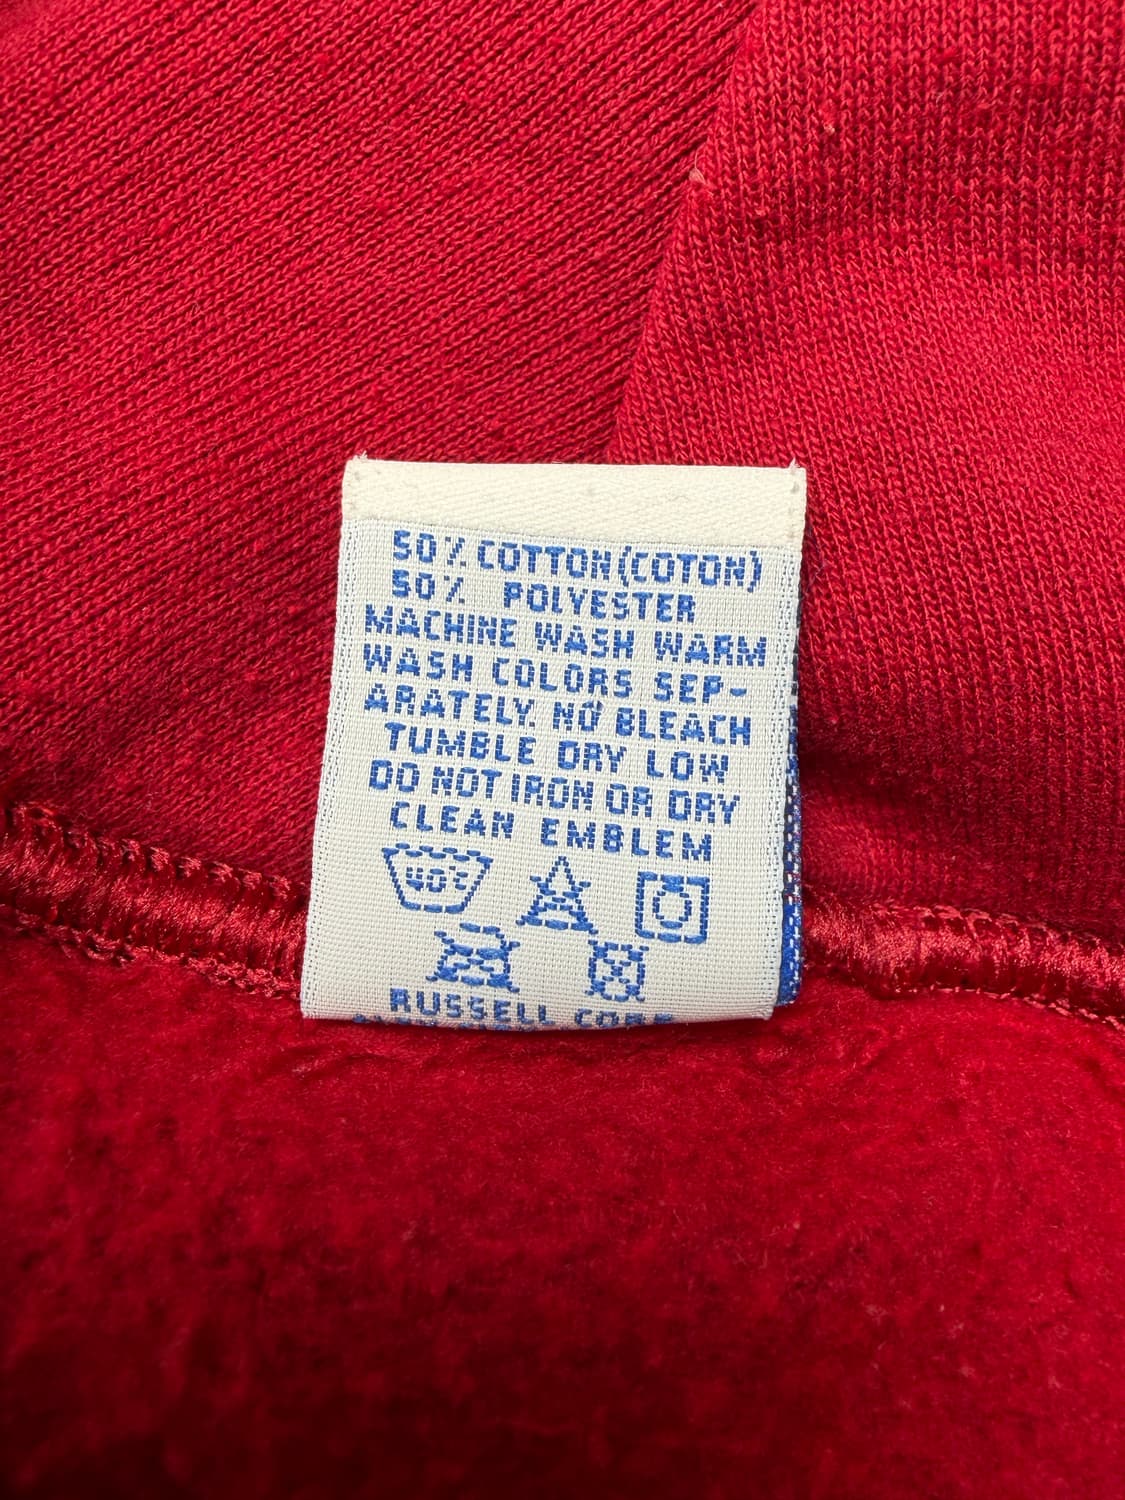 50% COTTON (COTON)
50% POLYESTER
MACHINE WASH WARM
WASH COLORS SEP-
ARATELY. NO BLEACH
TUMBLE DRY LOW
DO NOT IRON OR DRY
CLEAN EMBLEM
40°C
RUSSELL CORP